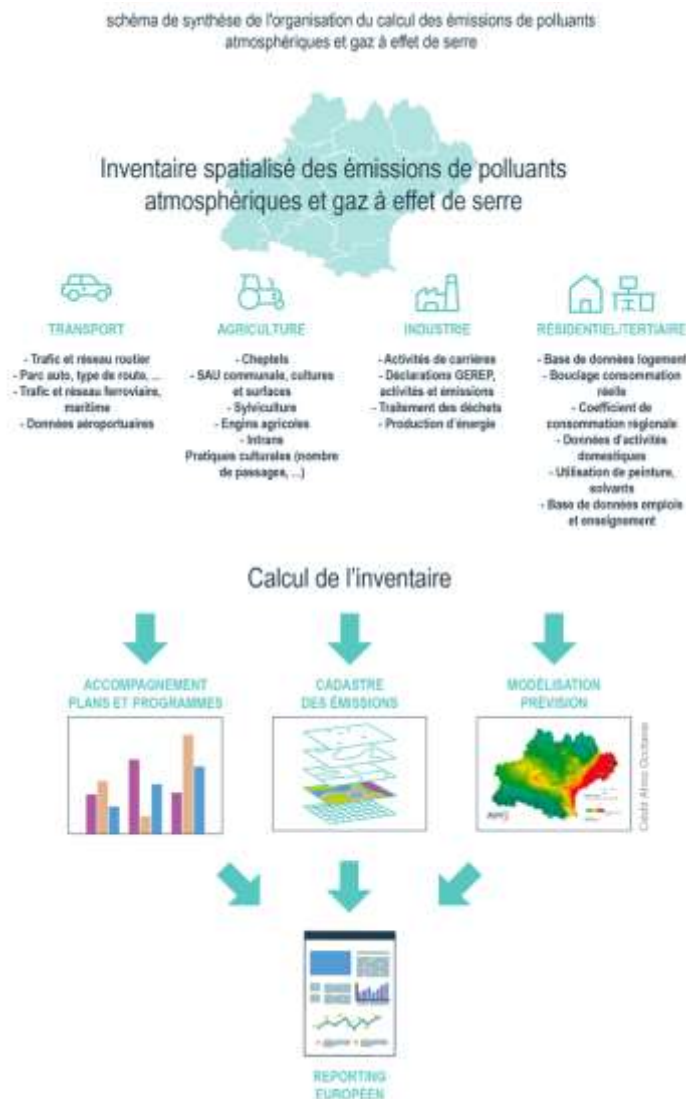 schéma de synthèse de l'organisation du calcul des émissions de polluants
atmosphériques et gaz à effet de serre
Inventaire spatialisé des émissions de polluants
atmosphériques et gaz à effet de serre
TRANSPORT
- Trafic et réseau routier
- Parc auto, type de route, ...
- Trafic et réseau ferroviaire,
maritime
- Données aéroportuaires
AGRICULTURE
- Cheptels
- SAU communale, cultures
et surfaces
- Sylviculture
- Engins agricoles
- Intrans
Pratiques culturales (nombre
de passages, ...)
INDUSTRIE
- Activités de carrières
- Déclarations GEREP,
activités et émissions
- Traitement des déchets
- Production d'énergie
RÉSIDENTIEL/TERTIAIRE
- Base de données logement
- Bouclage consommation
réelle
- Coefficient de
consommation régionale
- Données d'activités
domestiques
- Utilisation de peinture,
solvants
- Base de données emplois
et enseignement
Calcul de l'inventaire
ACCOMPAGNEMENT
PLANS ET PROGRAMMES
CADASTRE
DES ÉMISSIONS
MODÉLISATION
PRÉVISION
Crédit Atmo Occitanie
REPORTING
EUROPÉEN